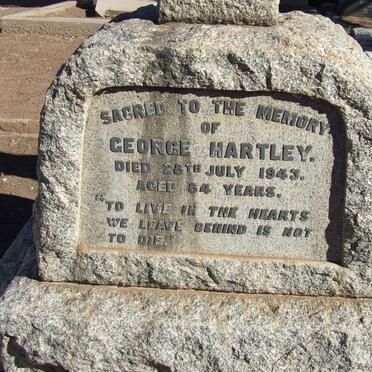 SACRED TO THE MEMORY
OF
GEORGE HARTLEY.
DIED 28TH JULY 1943.
AGED 64 YEARS.
"TO LIVE IN THE HEARTS
WE LEAVE BEHIND IS NOT
TO DIE."